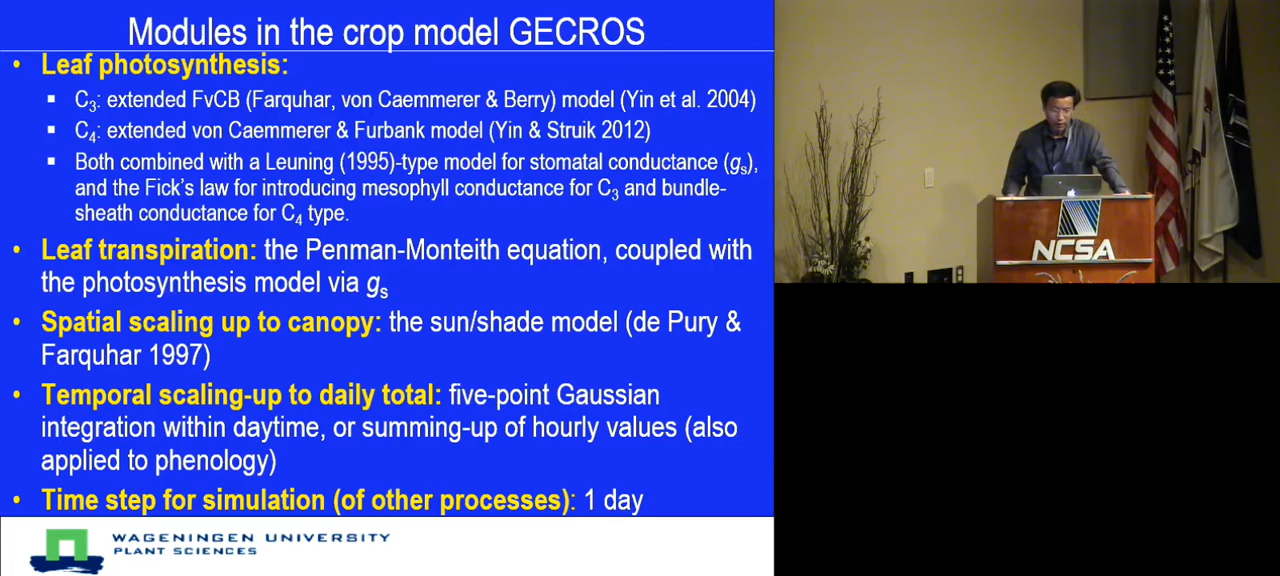 Modules in the crop model GECROS
• Leaf photosynthesis:
▪ C₃: extended FvCB (Farquhar, von Caemmerer & Berry) model (Yin et al. 2004)
▪ C₄: extended von Caemmerer & Furbank model (Yin & Struik 2012)
▪ Both combined with a Leuning (1995)-type model for stomatal conductance (gₛ),
and the Fick's law for introducing mesophyll conductance for C₃ and bundle-
sheath conductance for C₄ type.
• Leaf transpiration: the Penman-Monteith equation, coupled with
the photosynthesis model via gₛ
• Spatial scaling up to canopy: the sun/shade model (de Pury &
Farquhar 1997)
• Temporal scaling-up to daily total: five-point Gaussian
integration within daytime, or summing-up of hourly values (also
applied to phenology)
• Time step for simulation (of other processes): 1 day
WAGENINGEN UNIVERSITY
PLANT SCIENCES
NCSA